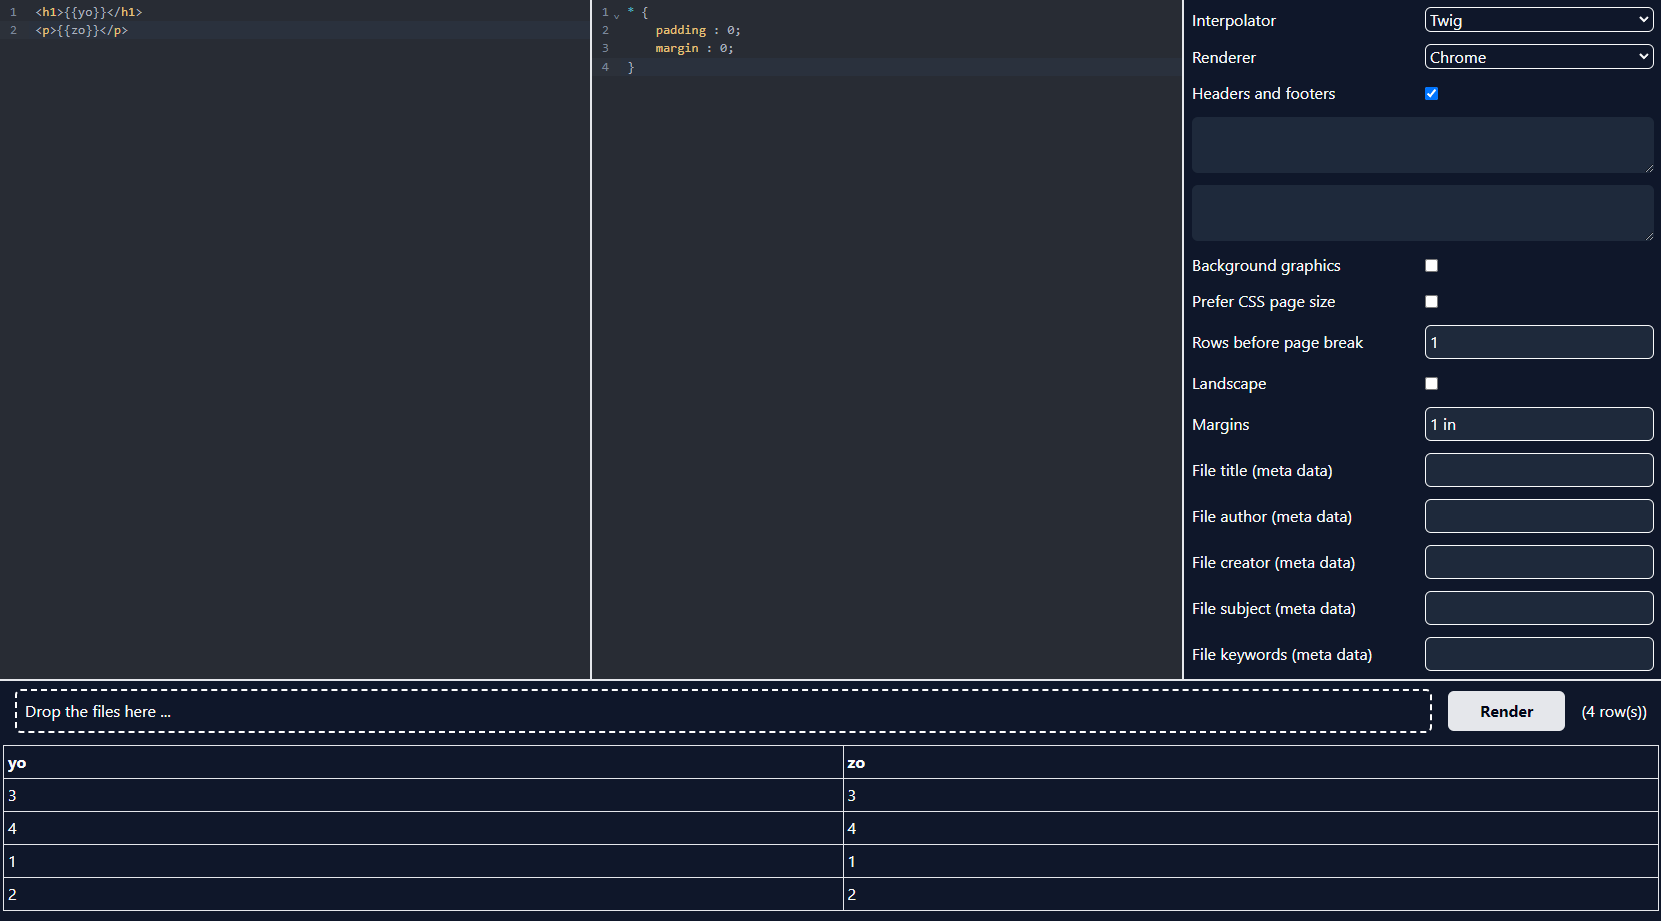 1 <h1>{{yo}}</h1>
2 <p>{{zo}}</p>
1 * {
2 padding : 0;
3 margin : 0;
4 }
Interpolator Twig
Renderer Chrome
Headers and footers
Background graphics
Prefer CSS page size
Rows before page break 1
Landscape
Margins 1 in
File title (meta data)
File author (meta data)
File creator (meta data)
File subject (meta data)
File keywords (meta data)
Drop the files here ... Render (4 row(s))
yo zo
3 3
4 4
1 1
2 2